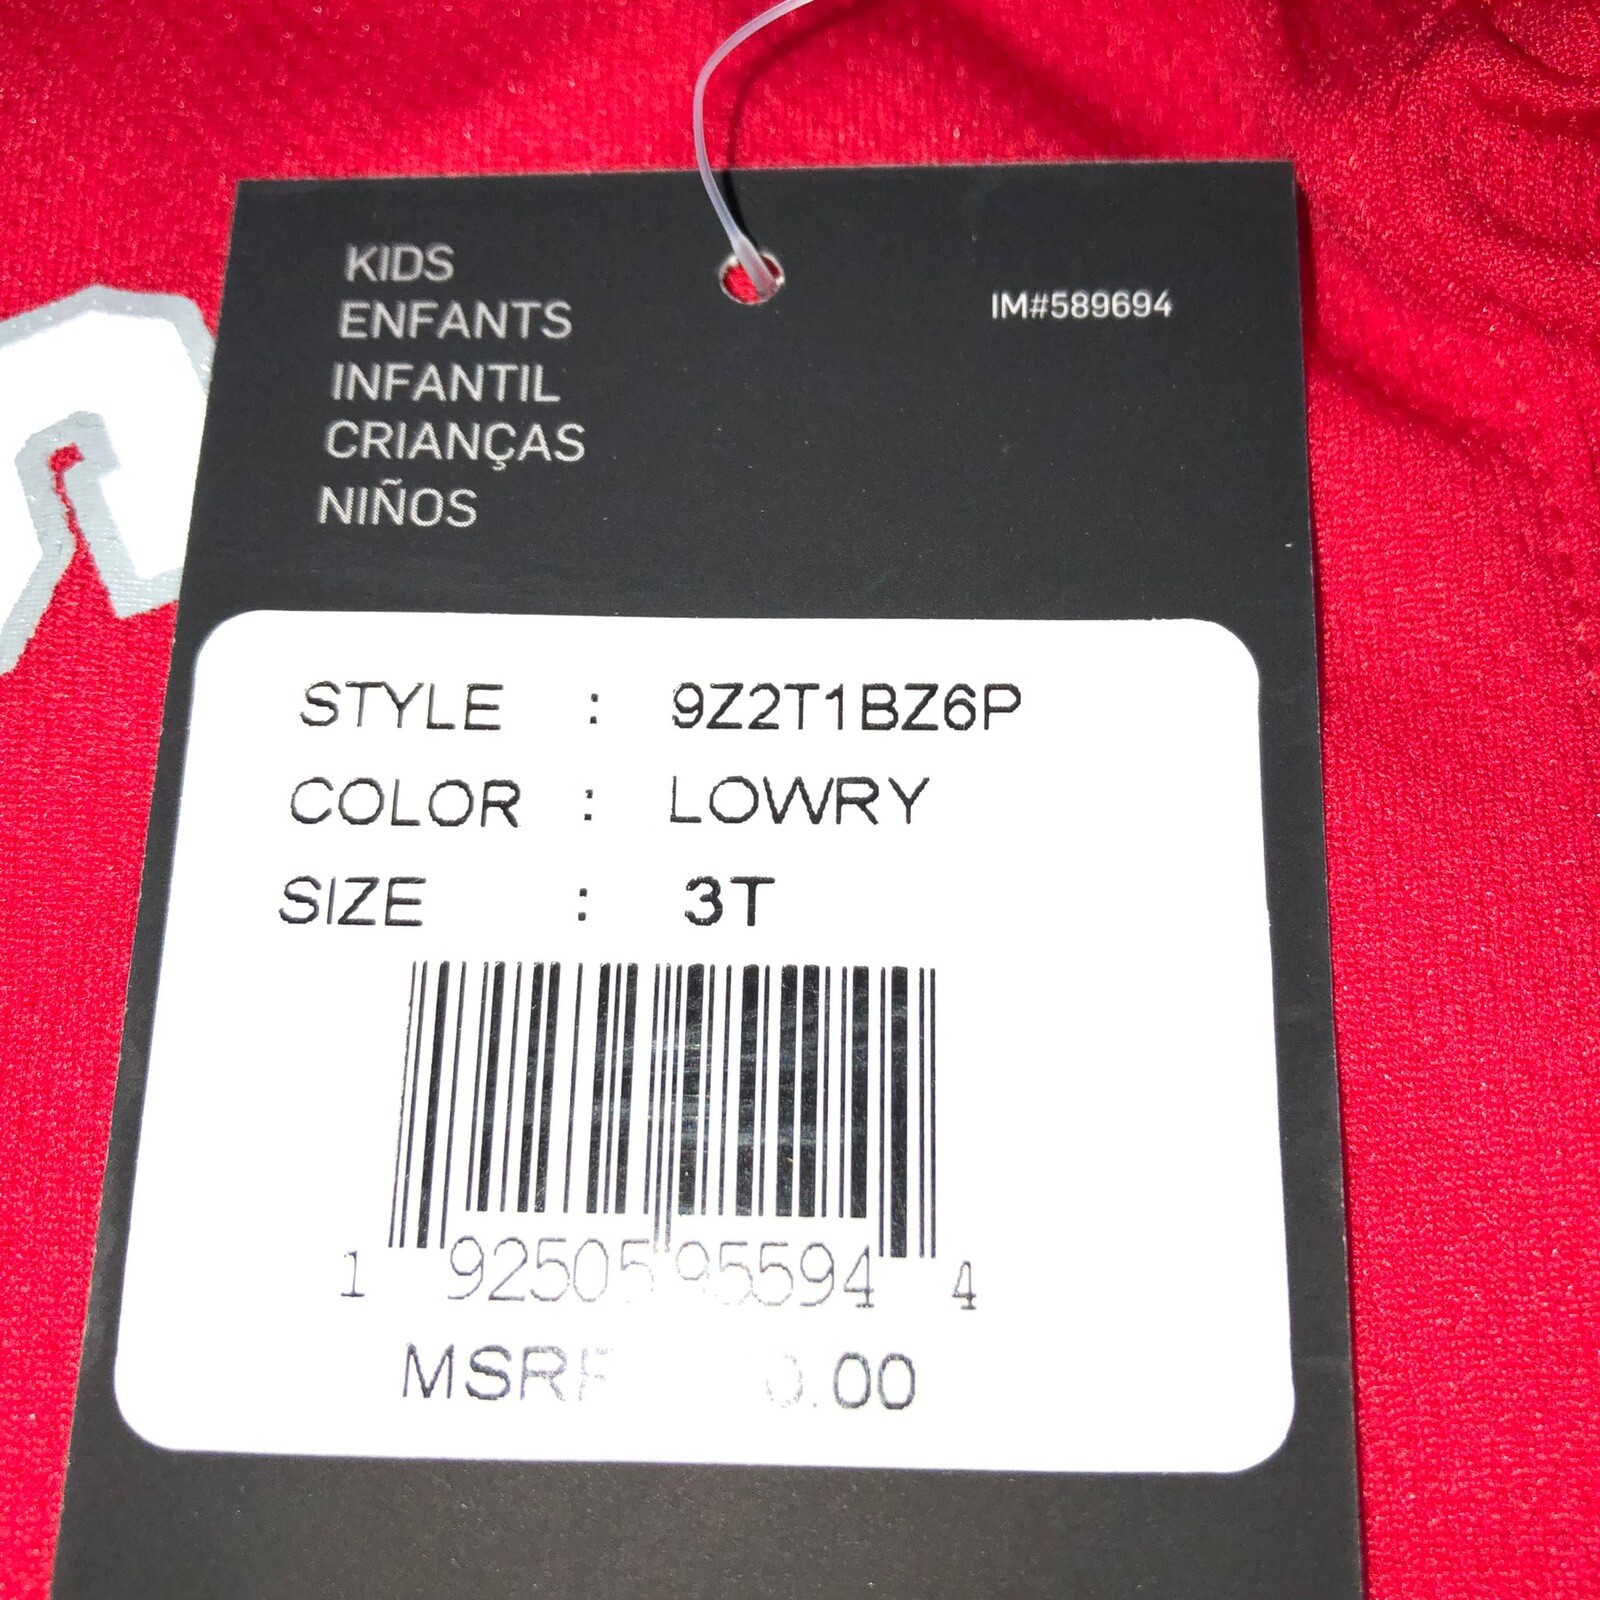 KIDS
ENFANTS
INFANTIL
CRIANÇAS
NIÑOS
IM#589694
STYLE : 9Z2T1BZ6P
COLOR : LOWRY
SIZE : 3T
1 92505 95594 4